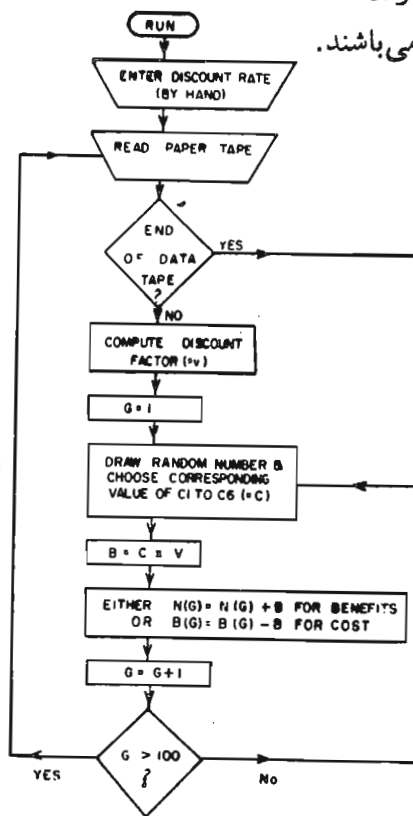 می‌باشند.
RUN
ENTER DISCOUNT RATE
(BY HAND)
READ PAPER TAPE
END
OF DATA
TAPE
?
YES
NO
COMPUTE DISCOUNT
FACTOR (=V)
G = 1
DRAW RANDOM NUMBER &
CHOOSE CORRESPONDING
VALUE OF C1 TO C6 (=C)
B = C = V
EITHER N(G)= N(G) + B FOR BENEFITS
OR B(G)= B(G) - B FOR COST
G = G+1
G > 100
?
YES
No